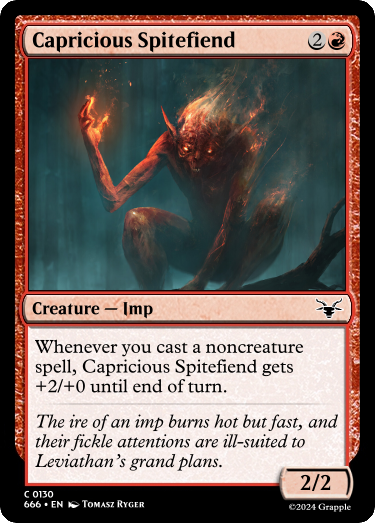 Capricious Spitefiend 2
Creature — Imp
Whenever you cast a noncreature
spell, Capricious Spitefiend gets
+2/+0 until end of turn.
The ire of an imp burns hot but fast, and
their fickle attentions are ill-suited to
Leviathan's grand plans.
2/2
C 0130
666 • EN Tomasz Ryger
©2024 Grapple